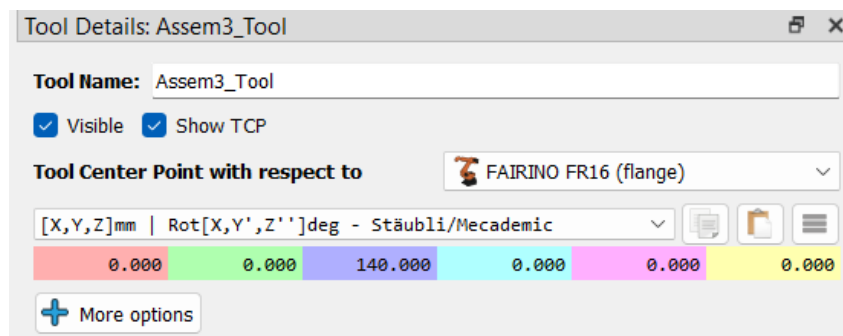 Tool Details: Assem3_Tool
Tool Name: Assem3_Tool
Visible Show TCP
Tool Center Point with respect to FAIRINO FR16 (flange)
[X,Y,Z]mm | Rot[X,Y',Z'']deg - Stäubli/Mecademic
0.000 0.000 140.000 0.000 0.000 0.000
More options